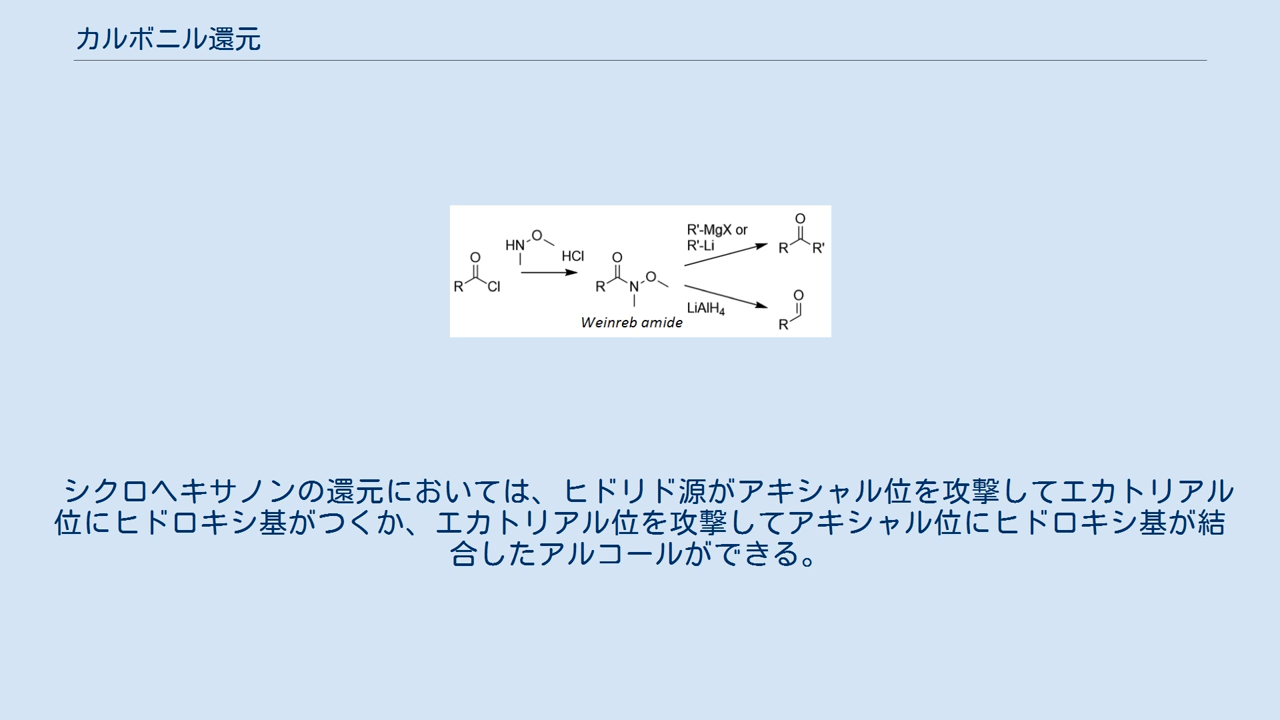 カルボニル還元
R'-MgX or
R'-Li
HN O
HCl
O
R Cl
O
R N O
Weinreb amide
LiAlH4
O
R R'
O
R
シクロヘキサノンの還元においては、ヒドリド源がアキシャル位を攻撃してエカトリアル
位にヒドロキシ基がつくか、エカトリアル位を攻撃してアキシャル位にヒドロキシ基が結
合したアルコールができる。